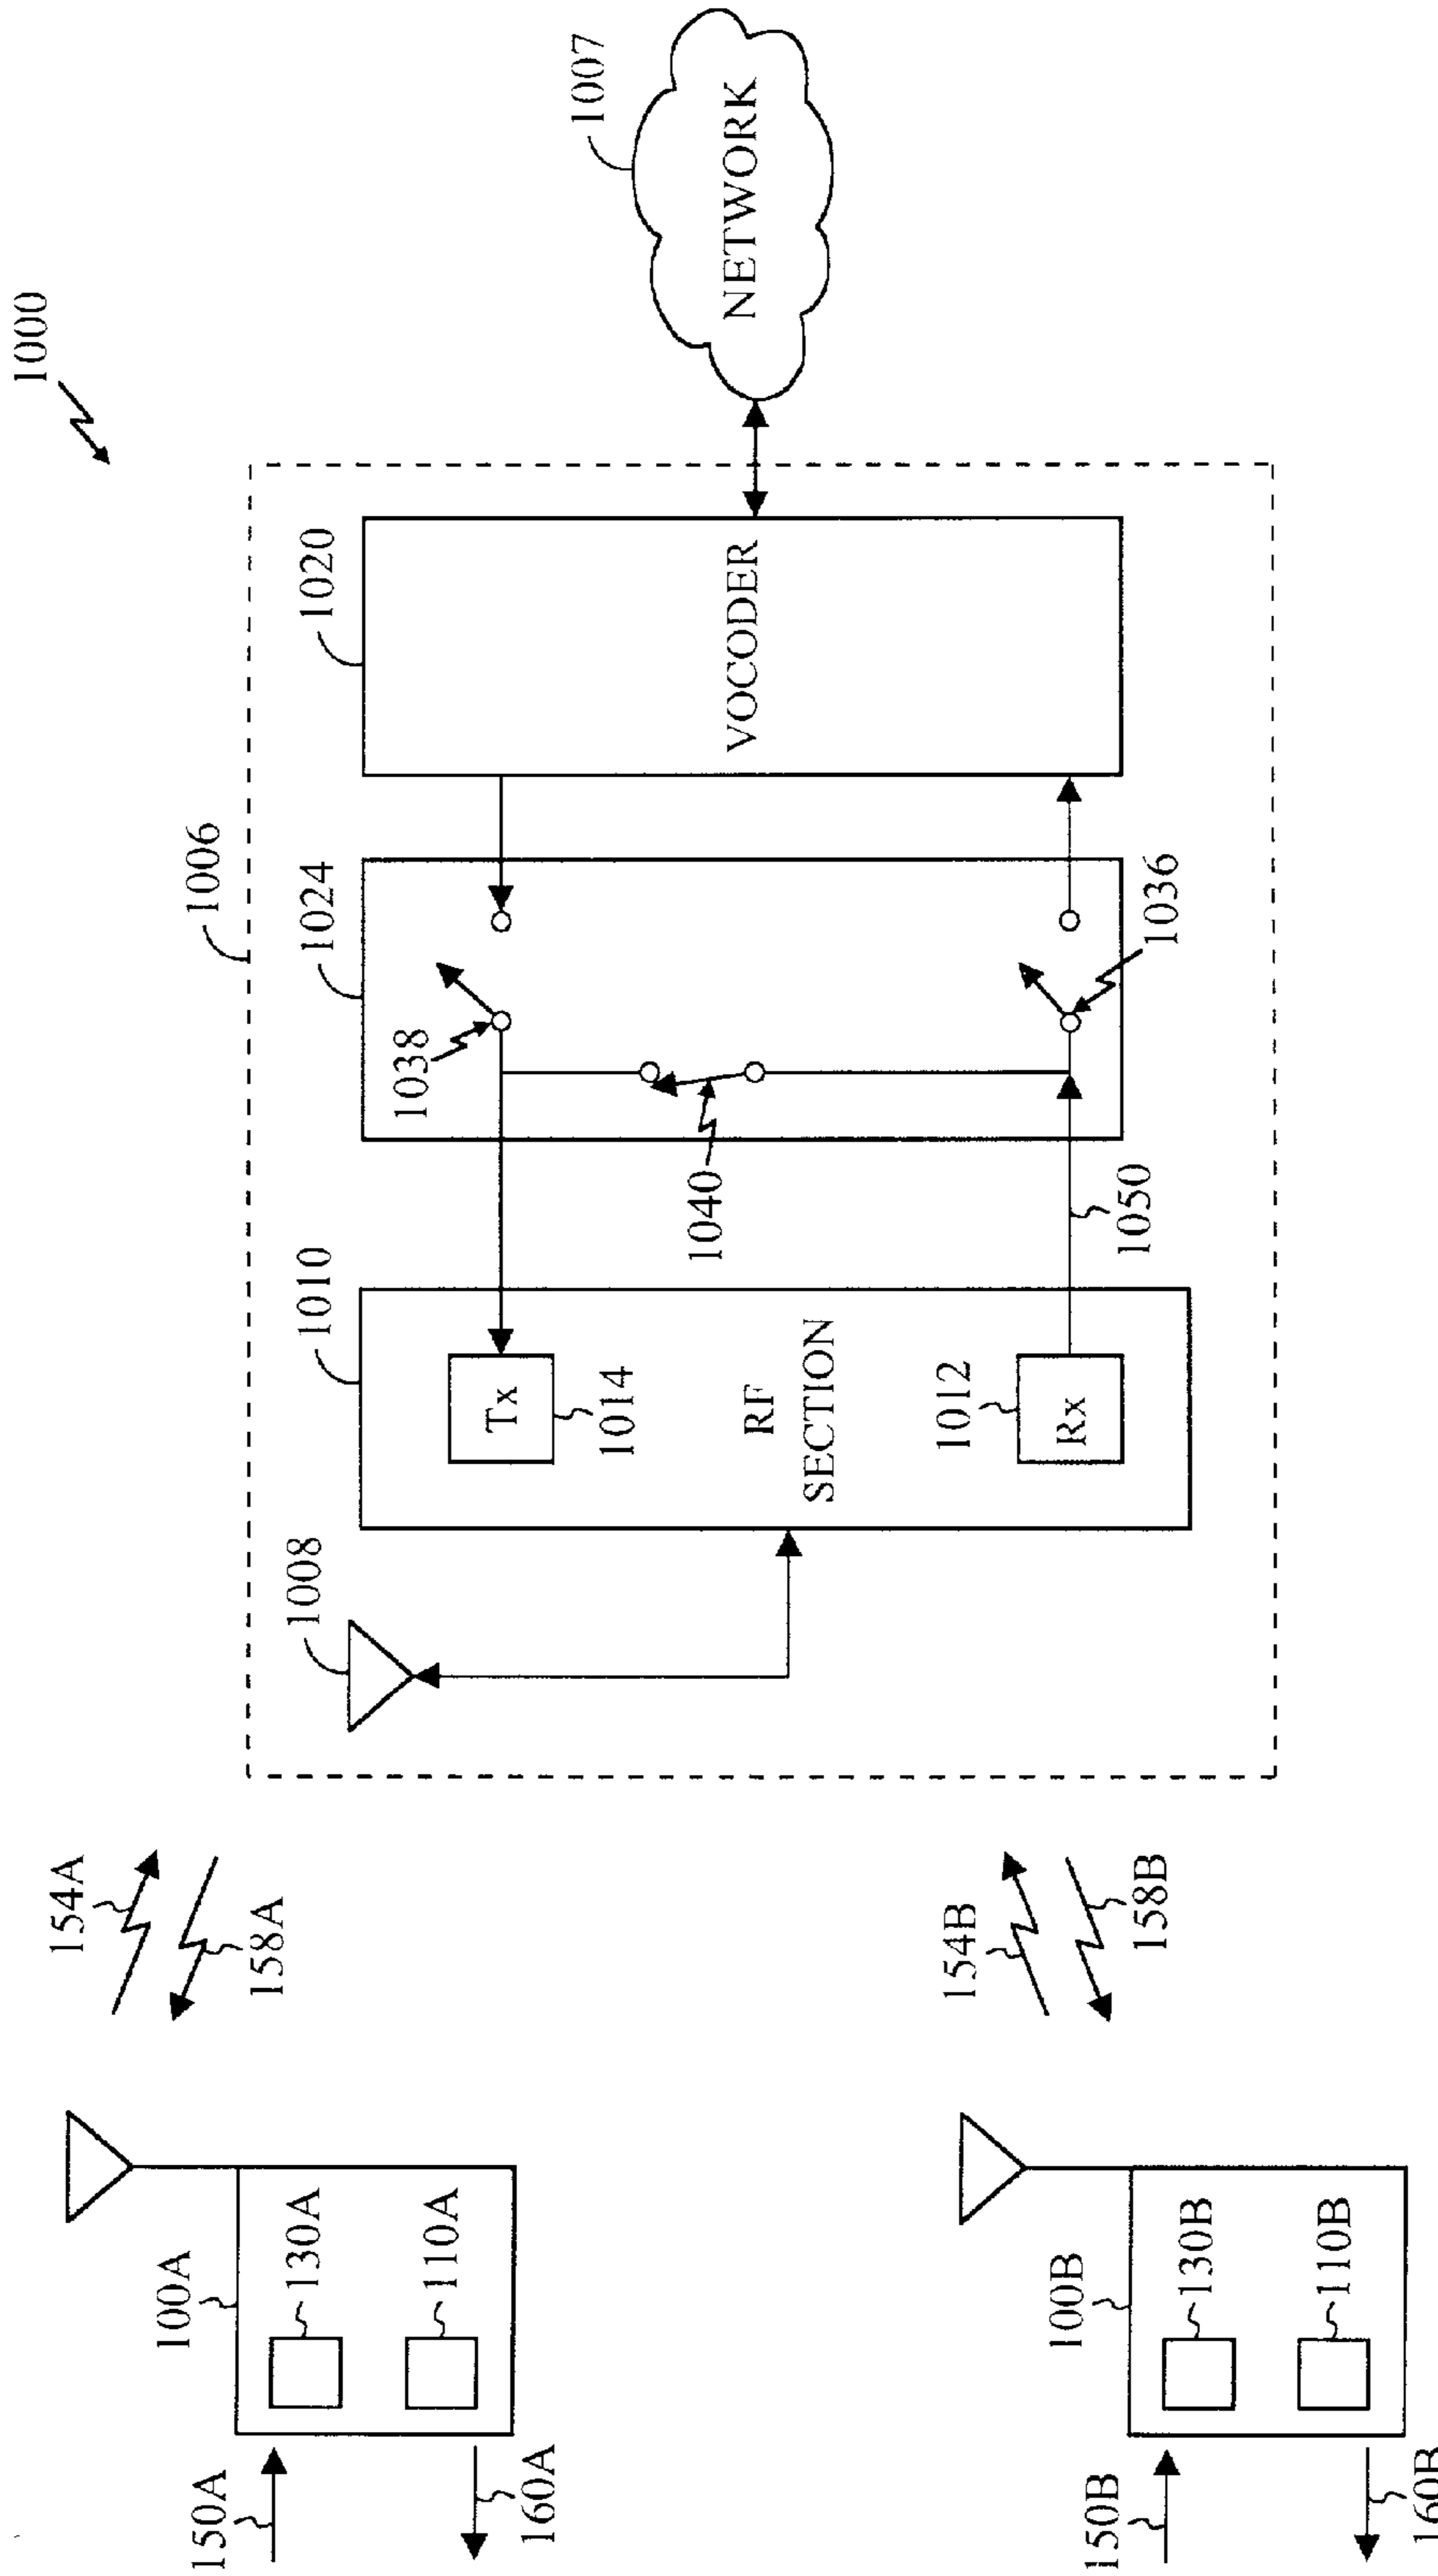 1000
1006
1007
NETWORK
1020
VOCODER
1024
1038
1040
1036
1050
1010
Tx
1014
RF
SECTION
1012
Rx
1008
154A
158A
154B
158B
100A
130A
110A
150A
160A
100B
130B
110B
150B
160B